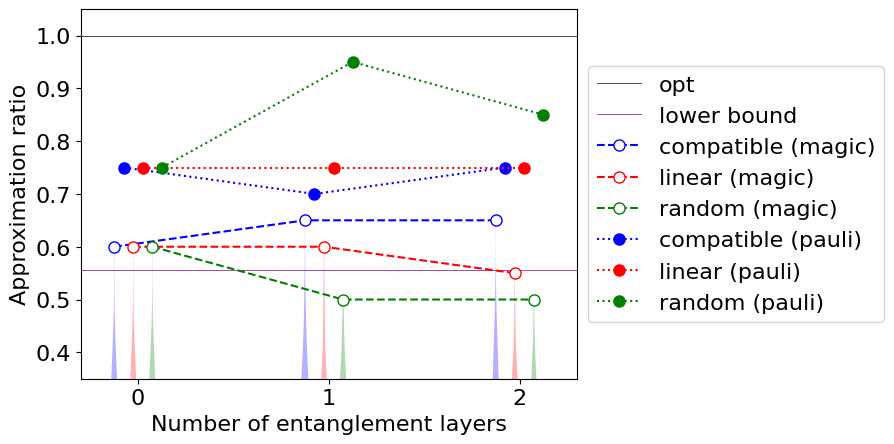 1.0
0.9
0.8
0.7
0.6
0.5
0.4
Approximation ratio
0
1
2
Number of entanglement layers
opt
lower bound
compatible (magic)
linear (magic)
random (magic)
compatible (pauli)
linear (pauli)
random (pauli)